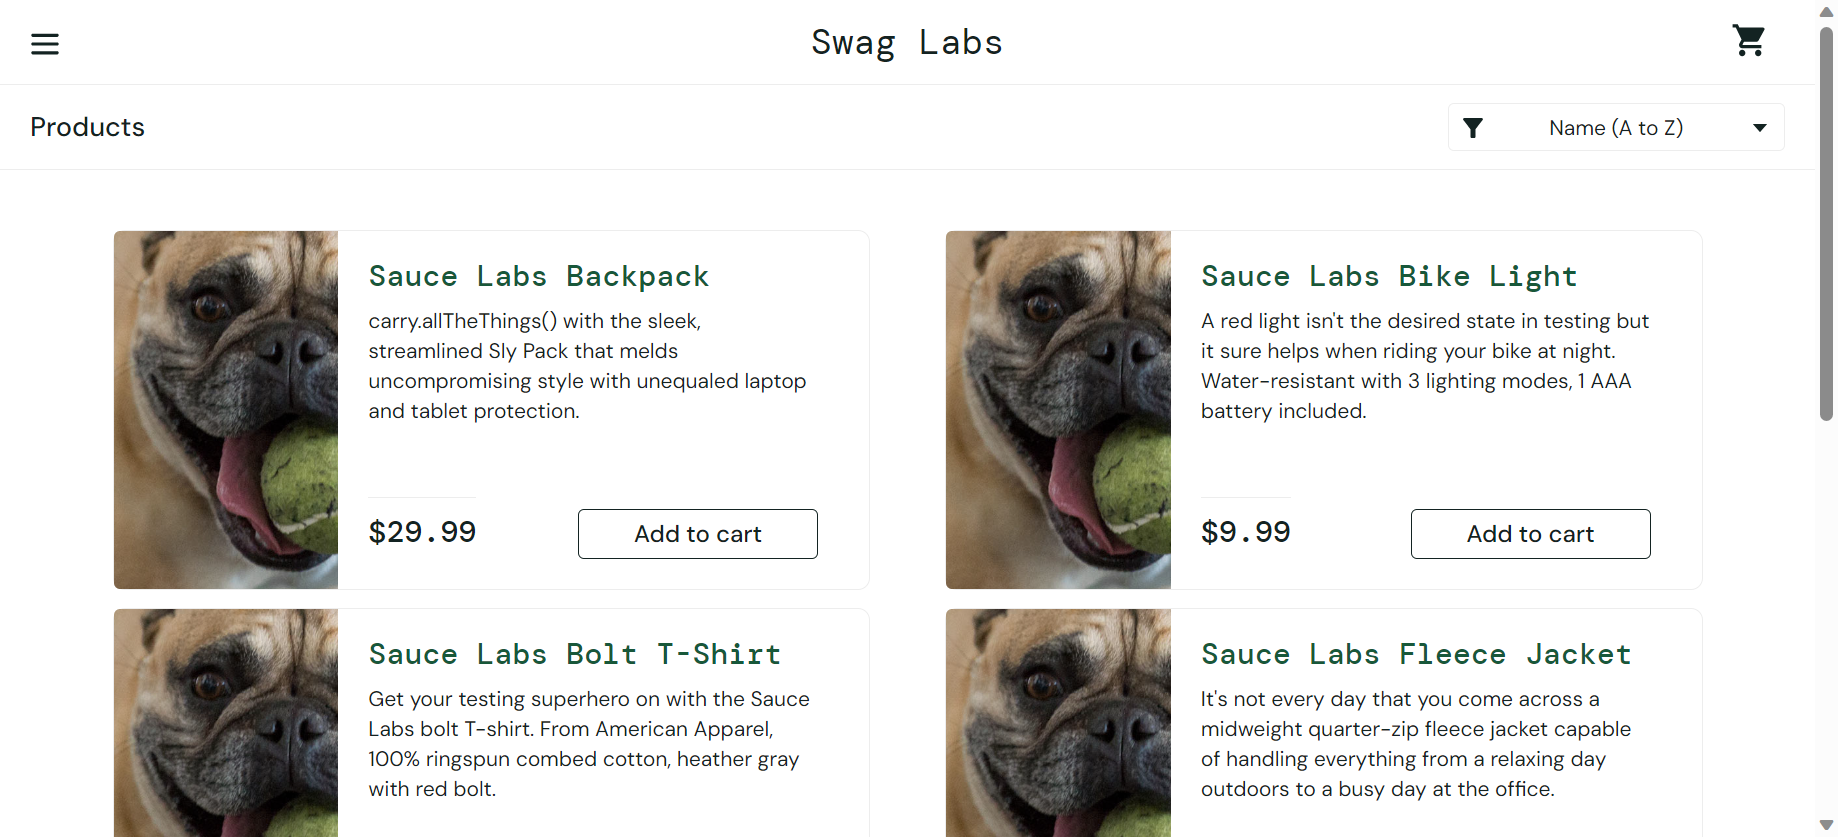 Swag Labs
Products
Name (A to Z)
Sauce Labs Backpack
carry.allTheThings() with the sleek,
streamlined Sly Pack that melds
uncompromising style with unequaled laptop
and tablet protection.
$29.99
Add to cart
Sauce Labs Bike Light
A red light isn't the desired state in testing but
it sure helps when riding your bike at night.
Water-resistant with 3 lighting modes, 1 AAA
battery included.
$9.99
Add to cart
Sauce Labs Bolt T-Shirt
Get your testing superhero on with the Sauce
Labs bolt T-shirt. From American Apparel,
100% ringspun combed cotton, heather gray
with red bolt.
Sauce Labs Fleece Jacket
It's not every day that you come across a
midweight quarter-zip fleece jacket capable
of handling everything from a relaxing day
outdoors to a busy day at the office.